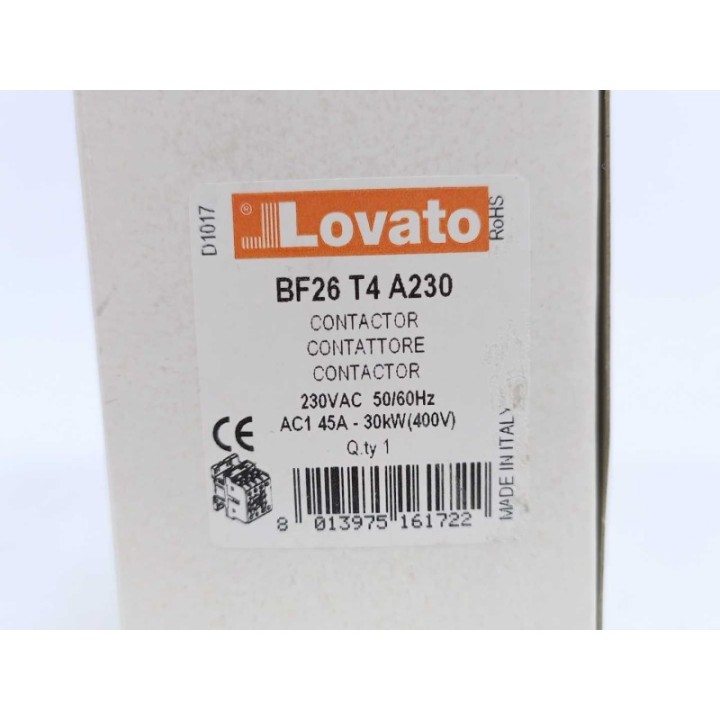 D1017
® Lovato
RoHS
BF26 T4 A230
CONTACTOR
CONTATTORE
CONTACTOR
230VAC 50/60Hz
AC1 45A - 30kW(400V)
Q.ty 1
CE
MADE IN ITALY
8 013975 161722